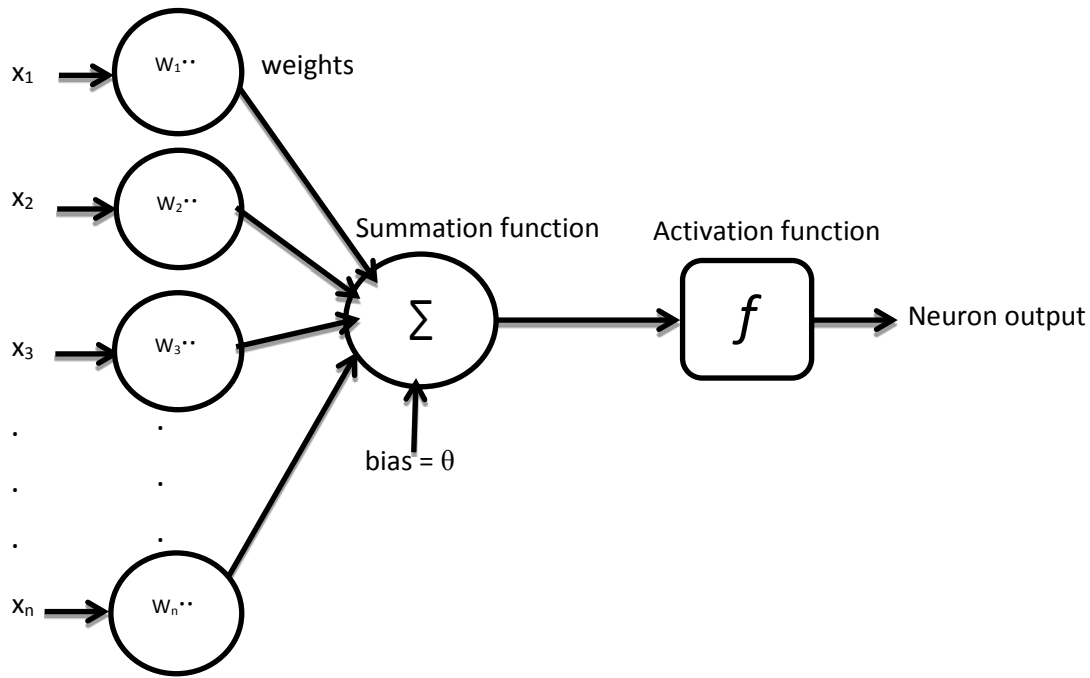 x₁
w₁..
weights
x₂
w₂..
Summation function
Activation function
∑
f
Neuron output
x₃
w₃..
. .
bias = θ
. .
. .
xₙ
wₙ..